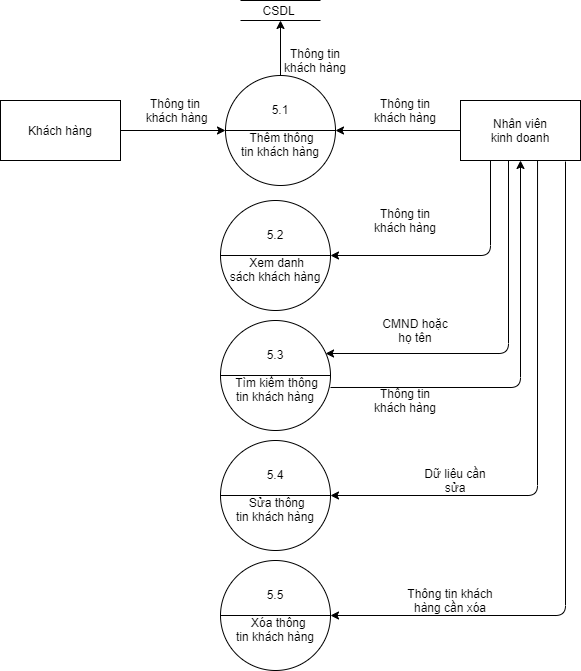 CSDL
Thông tin
khách hàng
Khách hàng
Thông tin
khách hàng
5.1
Thêm thông
tin khách hàng
Thông tin
khách hàng
Nhân viên
kinh doanh
5.2
Xem danh
sách khách hàng
Thông tin
khách hàng
5.3
Tìm kiếm thông
tin khách hàng
CMND hoặc
họ tên
Thông tin
khách hàng
5.4
Sửa thông
tin khách hàng
Dữ liêu cần
sửa
5.5
Xóa thông
tin khách hàng
Thông tin khách
hàng cần xóa